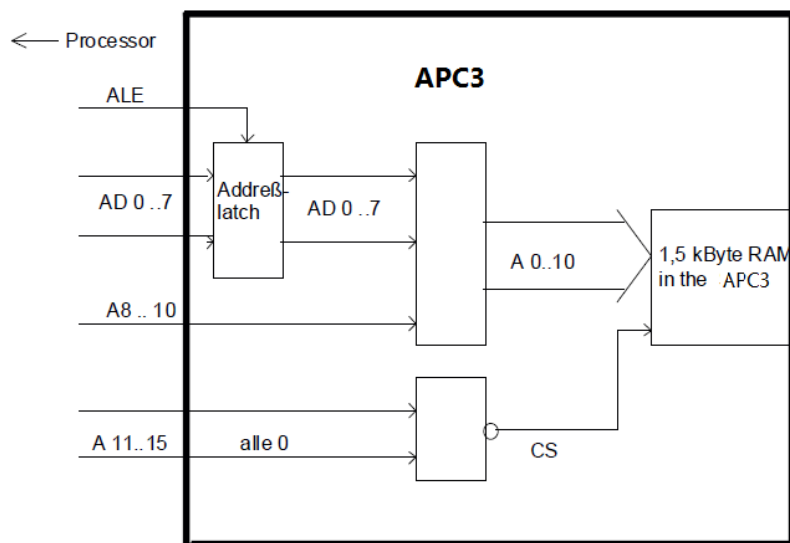 Processor
APC3
ALE
Addreß-
latch
AD 0 ..7
AD 0 ..7
A 0..10
1,5 kByte RAM
in the APC3
A8 .. 10
A 11..15
alle 0
CS